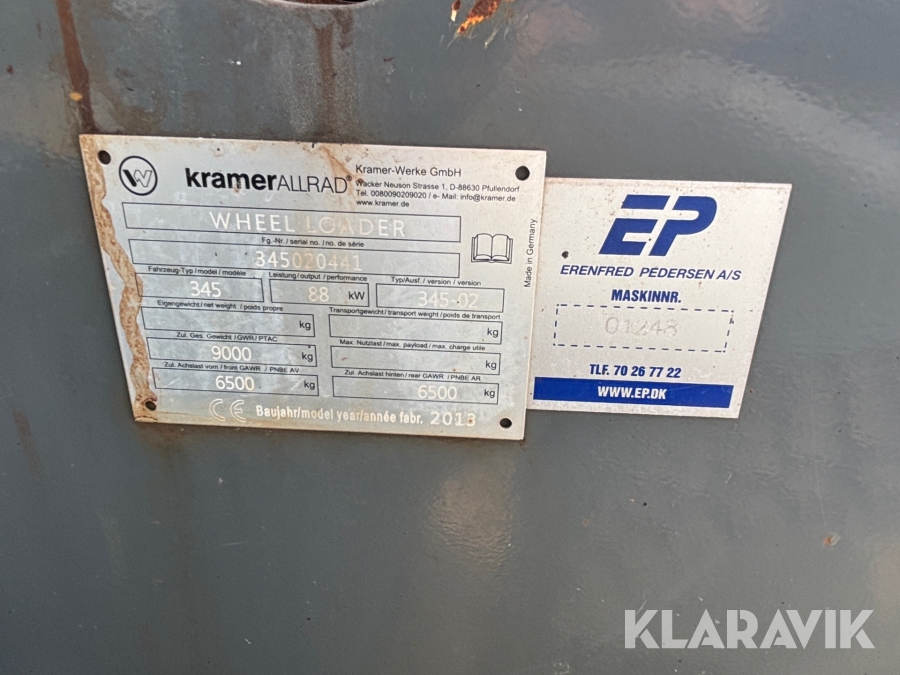 kramerALLRAD®
Kramer-Werke GmbH
Wacker Neuson Strasse 1, D-88630 Pfullendorf
Tel. 0080090209020 / e- Mail: info@kramer.de
www.kramer.de
WHEEL LOADER
Fg.-Nr. / serial no. / no. de série
345020441
Fahrzeug-Typ / model / modèle
345
Leistung / output / performance
88 kW
Typ/Ausf. / version / version
345-02
Eigengewicht / net weight / poids propre
kg
Transportgewicht / transport weight / poids de transport
kg
Zul. Ges. Gewicht / GWR / PTAC
9000 kg
Max. Nutzlast / max. payload / max. charge utile
kg
Zul. Achslast vorn / front GAWR / PNBE AV
6500 kg
Zul. Achslast hinten / rear GAWR / PNBE AR
6500 kg
CE Baujahr/model year/année fabr. 2013
Made in Germany
EP
ERENFRED PEDERSEN A/S
MASKINNR.
01248
TLF. 70 26 77 22
WWW.EP.DK
KLARAVIK